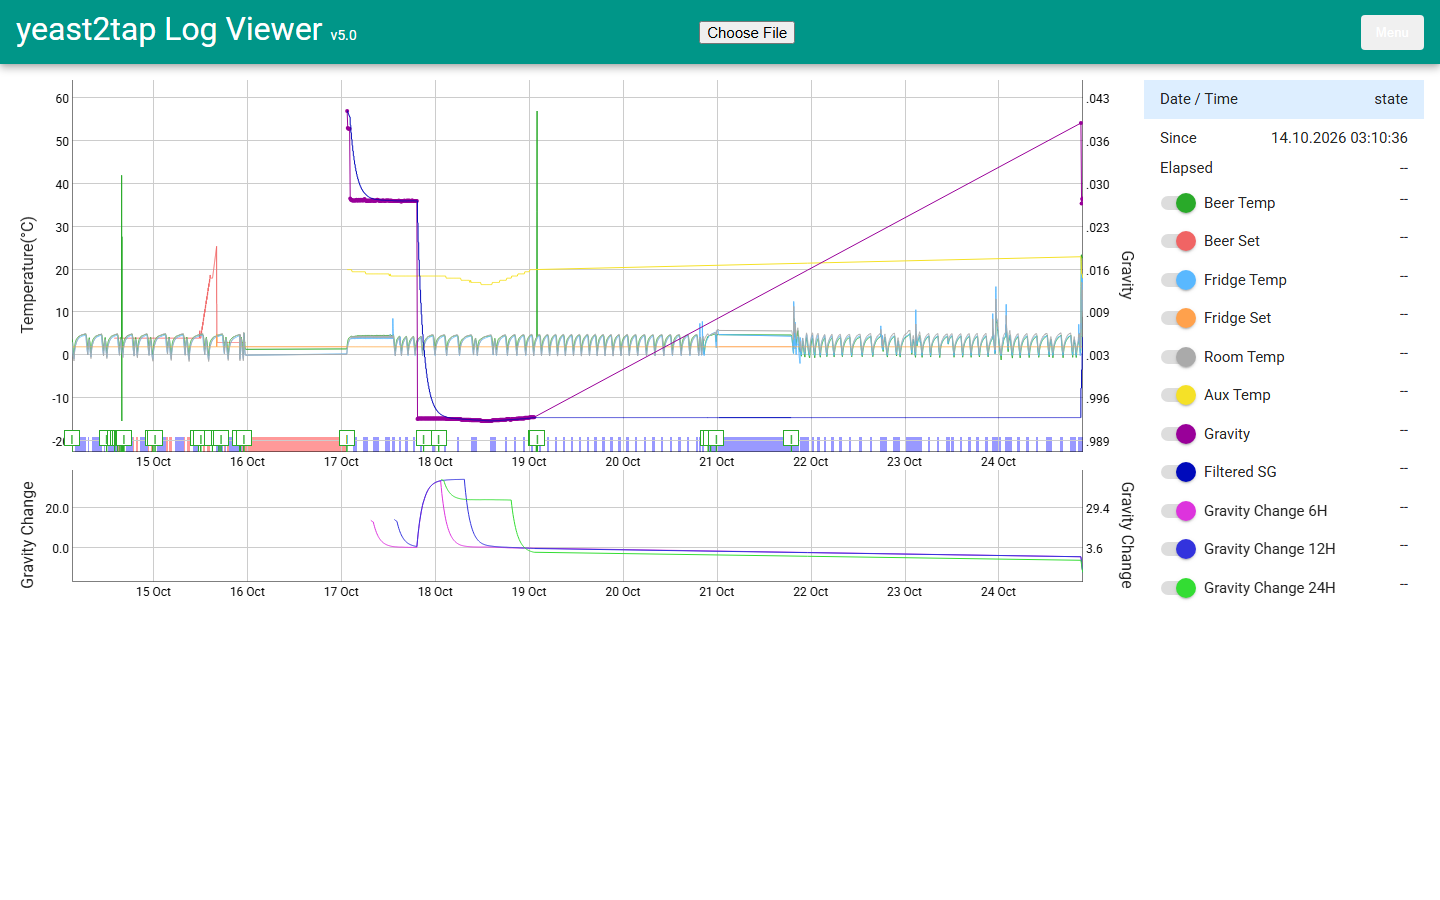 yeast2tap Log Viewer v5.0
Choose File
Menu
60
50
40
30
20
10
0
-10
-20
Temperature(°C)
.043
.036
.030
.023
.016
.009
.003
.996
.989
Gravity
15 Oct 16 Oct 17 Oct 18 Oct 19 Oct 20 Oct 21 Oct 22 Oct 23 Oct 24 Oct
20.0
0.0
Gravity Change
29.4
3.6
Gravity Change
15 Oct 16 Oct 17 Oct 18 Oct 19 Oct 20 Oct 21 Oct 22 Oct 23 Oct 24 Oct
Date / Time state
Since 14.10.2026 03:10:36
Elapsed --
Beer Temp --
Beer Set --
Fridge Temp --
Fridge Set --
Room Temp --
Aux Temp --
Gravity --
Filtered SG --
Gravity Change 6H --
Gravity Change 12H --
Gravity Change 24H --